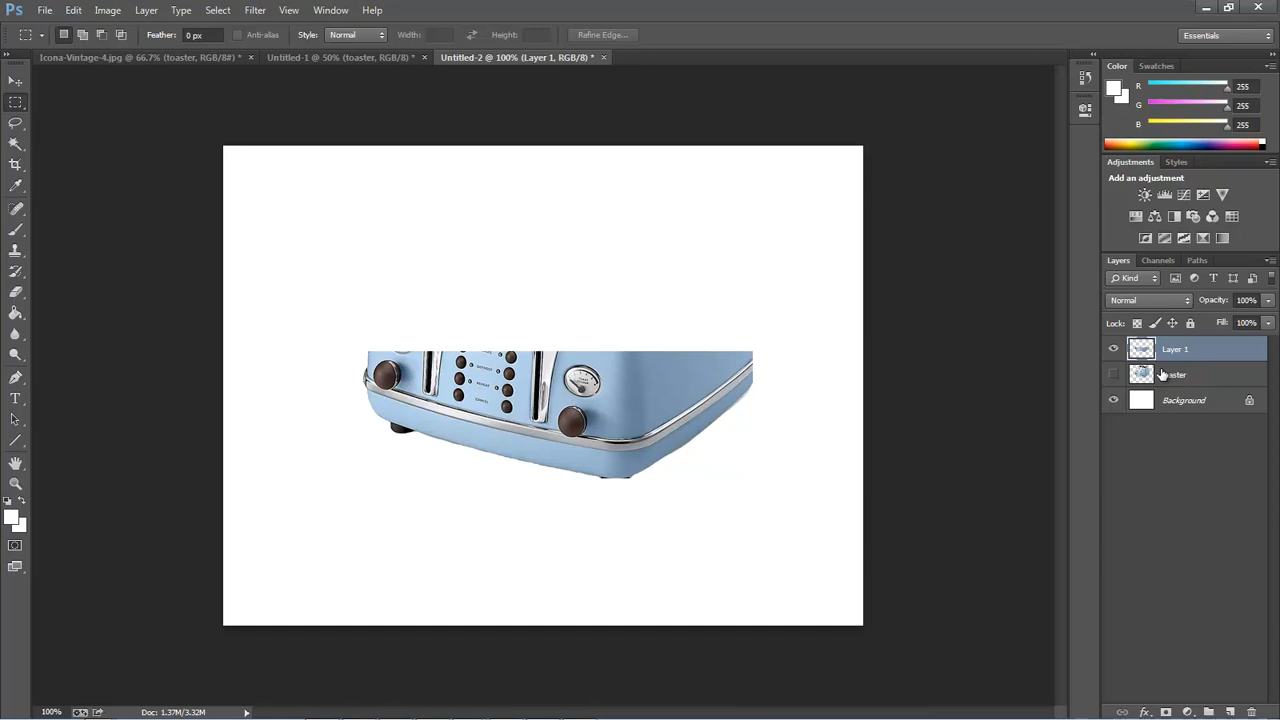 Ps File Edit Image Layer Type Select Filter View Window Help
Feather: 0 px Anti-alias Style: Normal Width: Height: Refine Edge... Essentials
Icona-Vintage-4.jpg @ 66.7% (toaster, RGB/8#) * × Untitled-1 @ 50% (toaster, RGB/8) * × Untitled-2 @ 100% (Layer 1, RGB/8) * ×
Color Swatches
R 255
G 255
B 255
Adjustments Styles
Add an adjustment
Layers Channels Paths
Kind
Normal Opacity: 100%
Lock: Fill: 100%
Layer 1
Background
CANCEL
100% Doc: 1.37M/3.32M